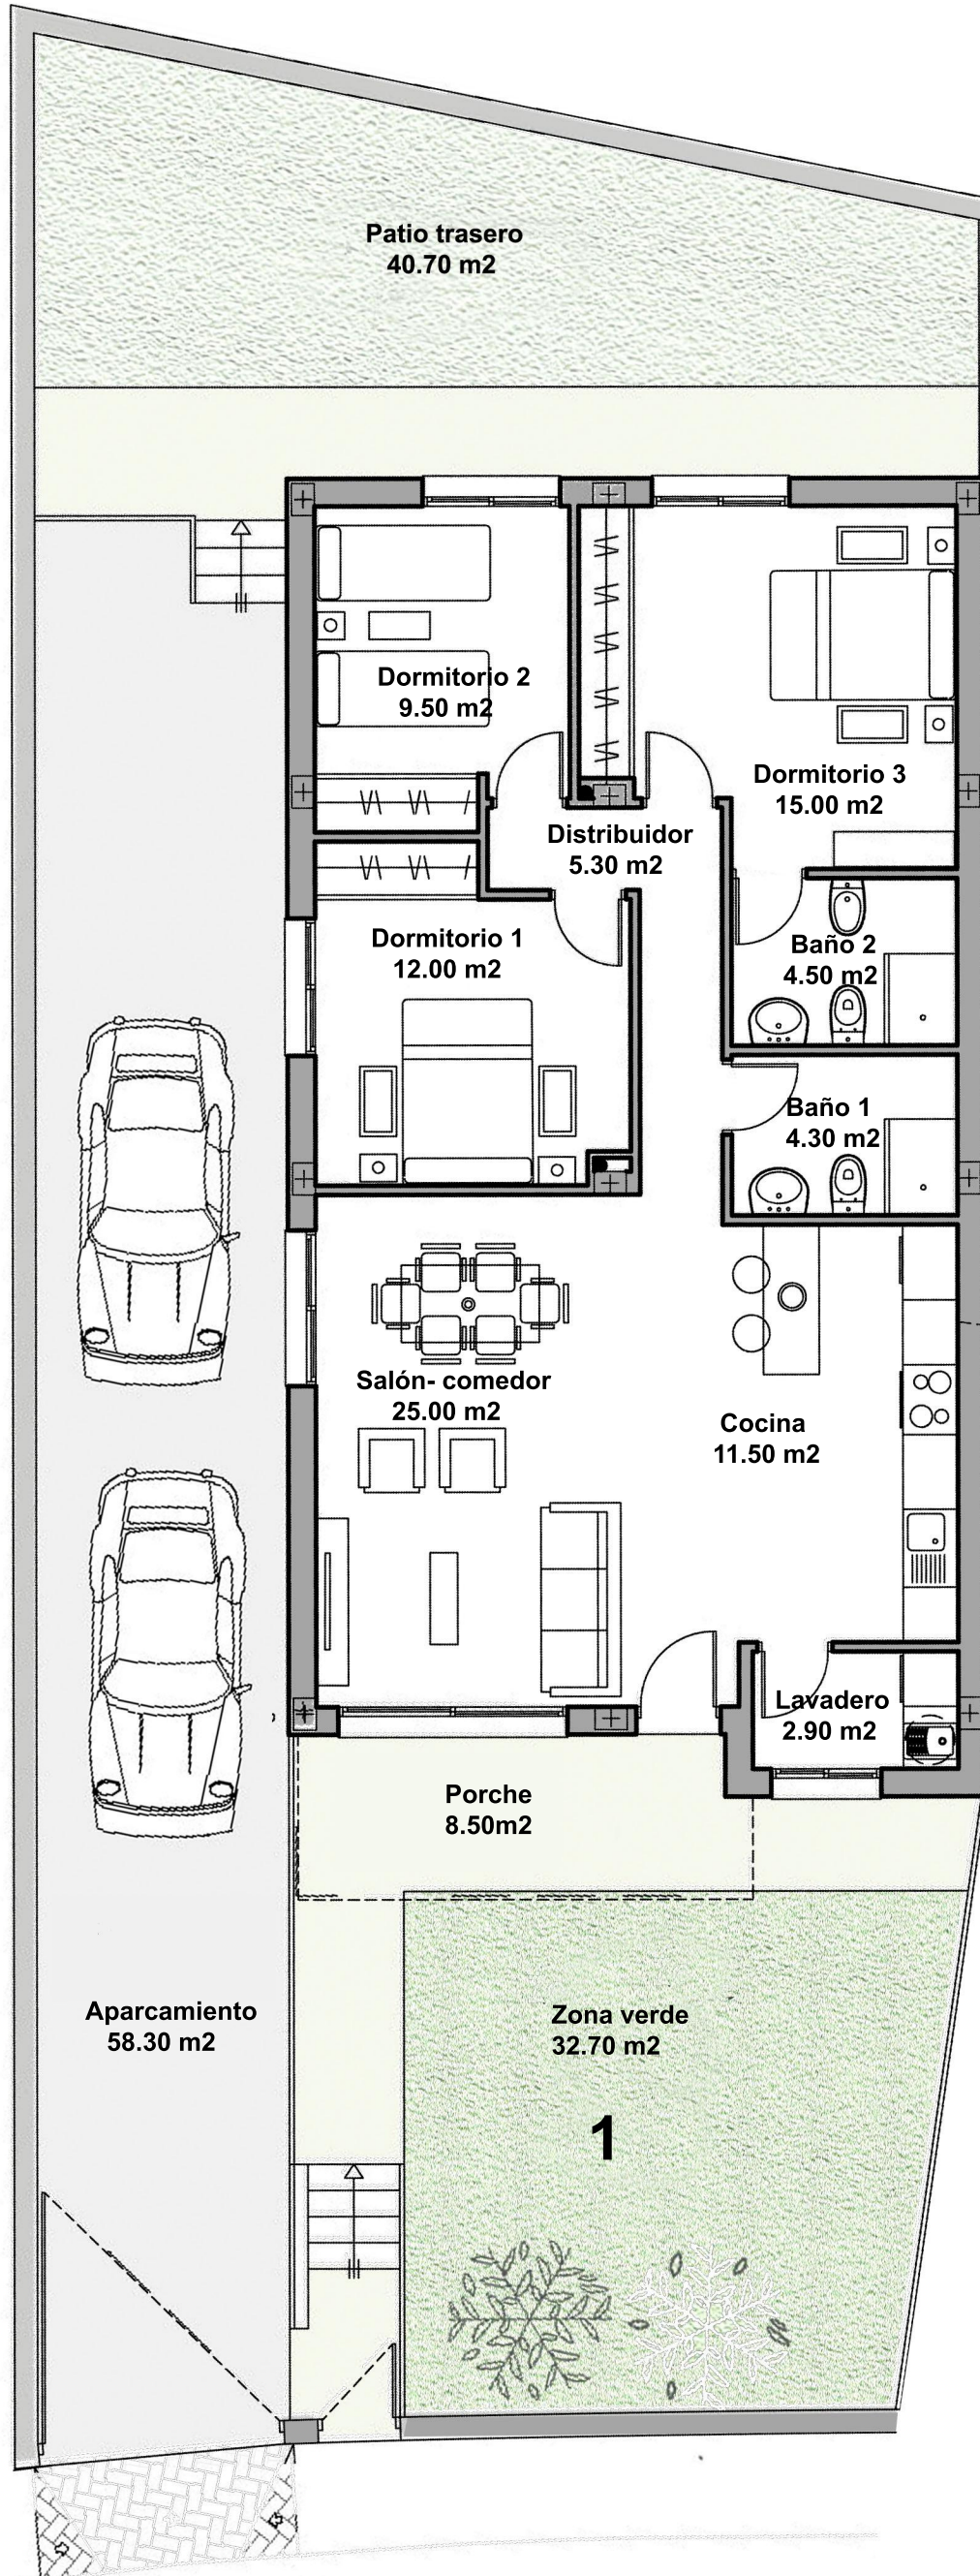 Patio trasero
40.70 m2
Dormitorio 2
9.50 m2
Dormitorio 3
15.00 m2
Distribuidor
5.30 m2
Dormitorio 1
12.00 m2
Baño 2
4.50 m2
Baño 1
4.30 m2
Salón- comedor
25.00 m2
Cocina
11.50 m2
Lavadero
2.90 m2
Porche
8.50m2
Aparcamiento
58.30 m2
Zona verde
32.70 m2
1